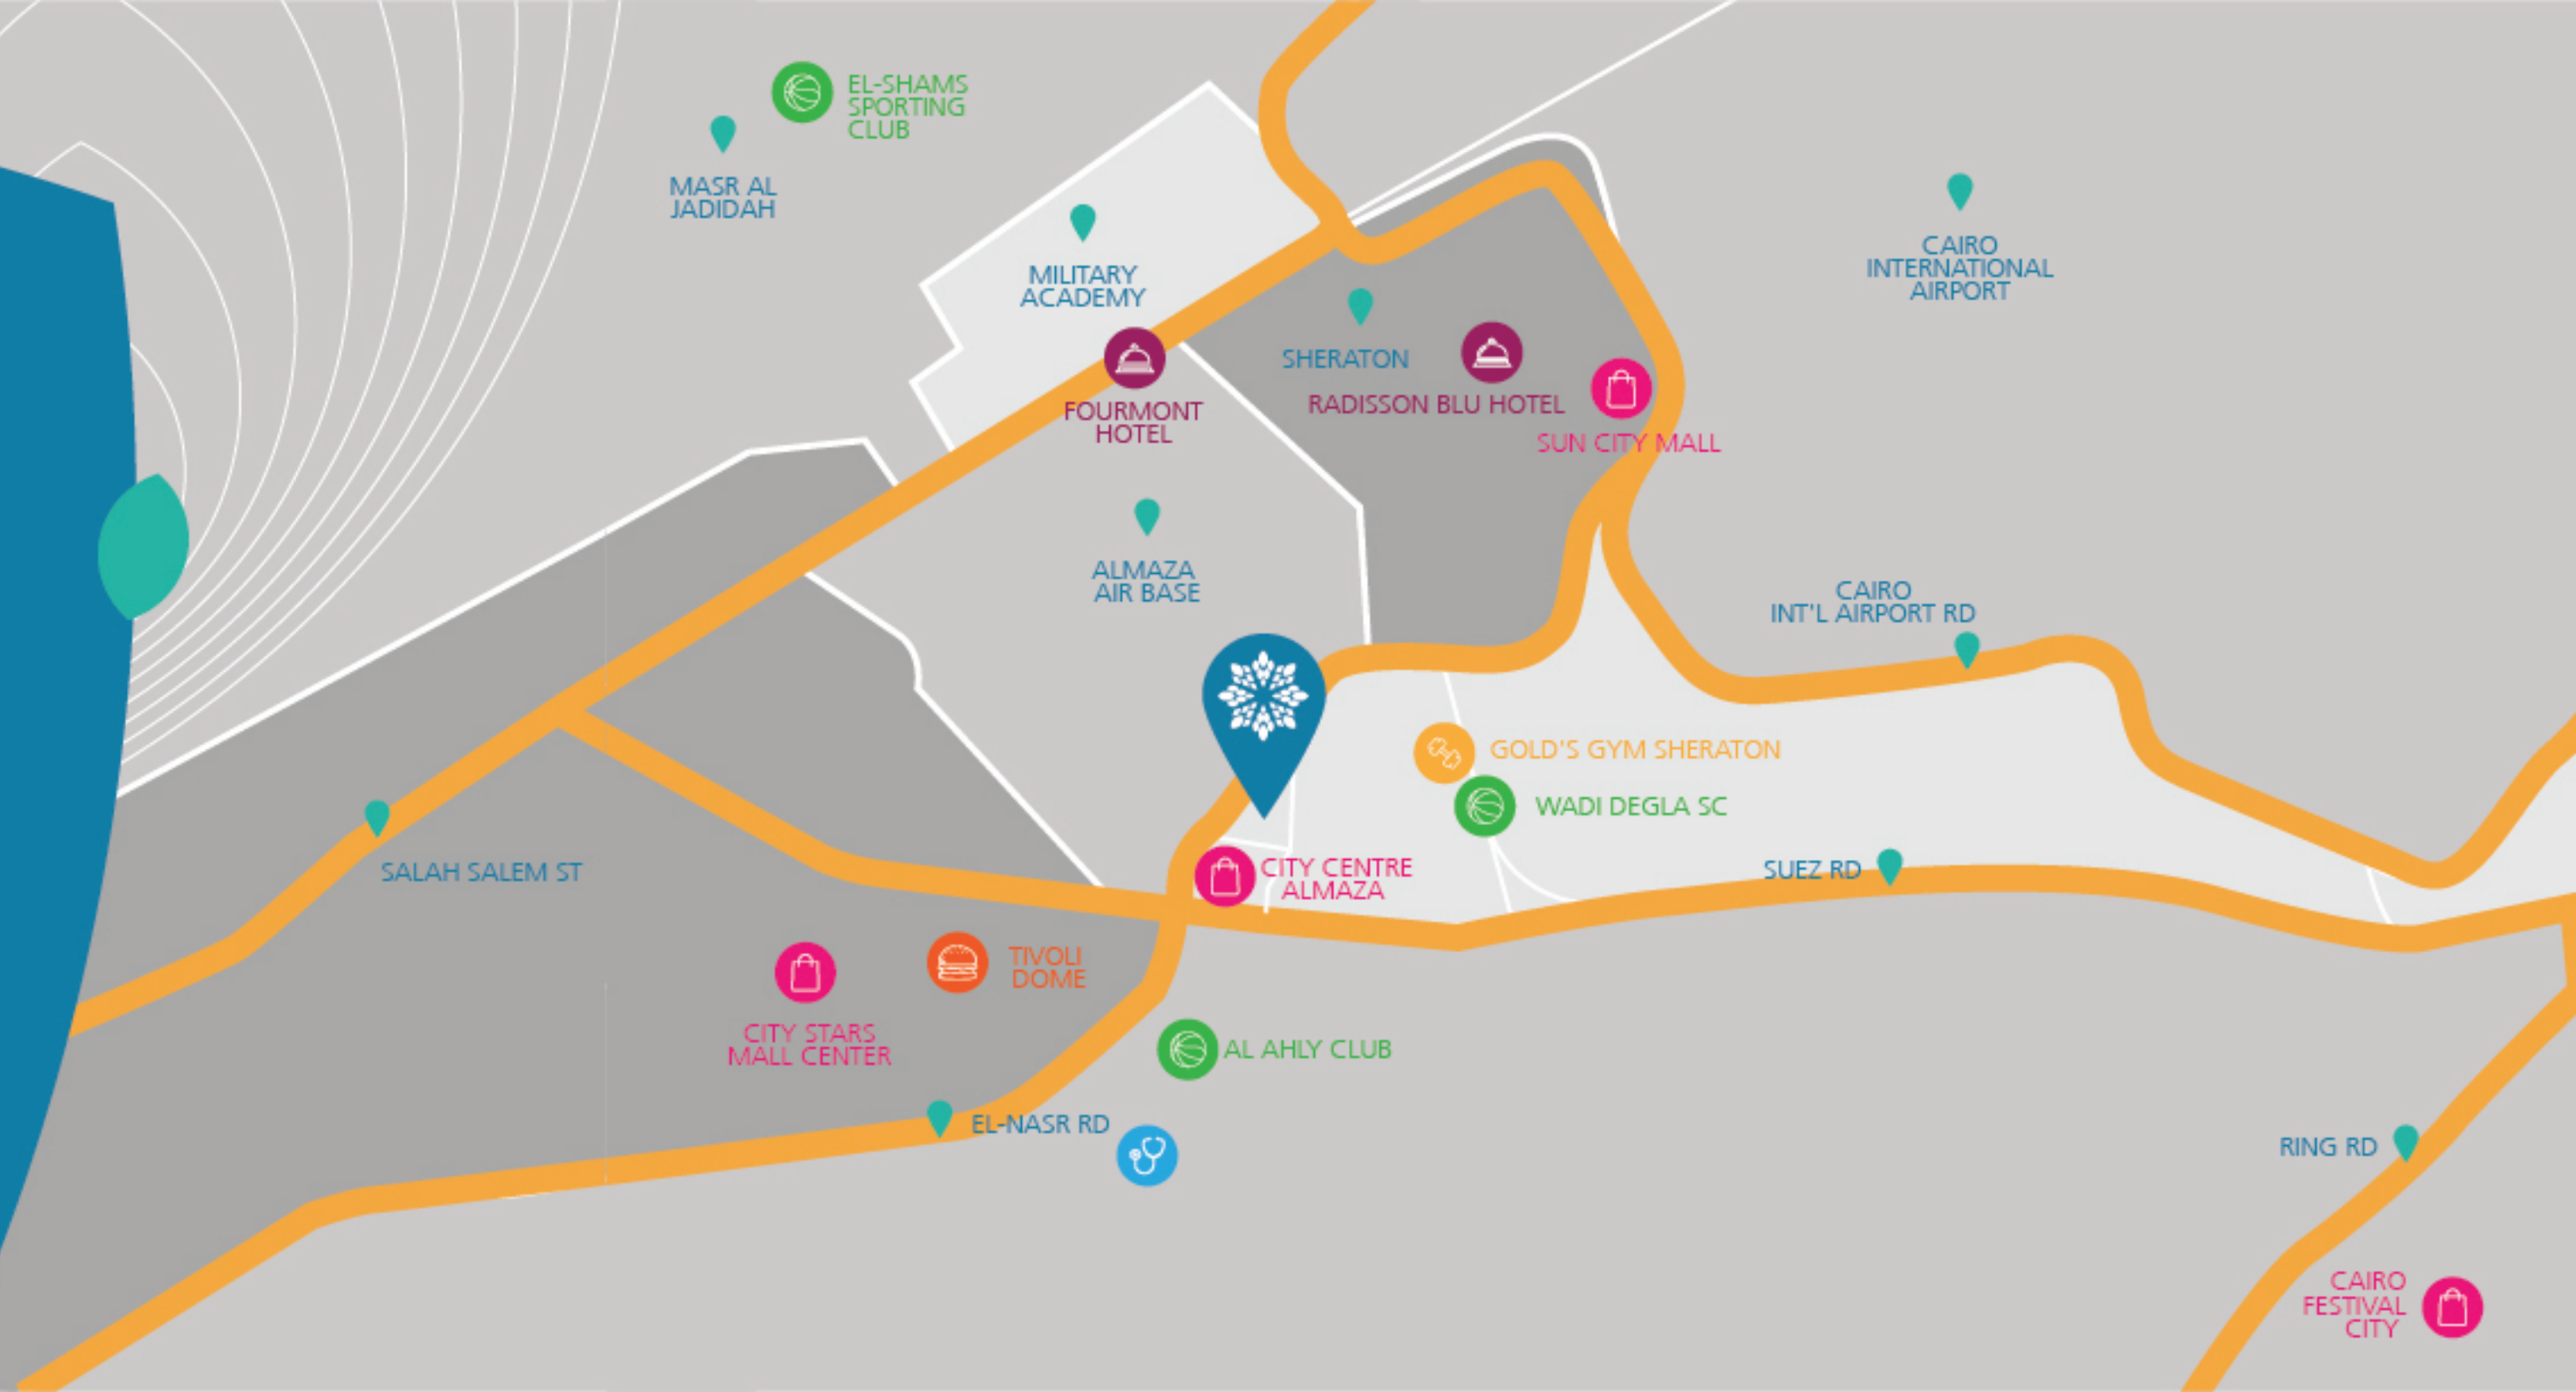 EL-SHAMS
SPORTING
CLUB
MASR AL
JADIDAH
MILITARY
ACADEMY
CAIRO
INTERNATIONAL
AIRPORT
SHERATON
RADISSON BLU HOTEL
FOURMONT
HOTEL
SUN CITY MALL
ALMAZA
AIR BASE
CAIRO
INT'L AIRPORT RD
GOLD'S GYM SHERATON
WADI DEGLA SC
SALAH SALEM ST
CITY CENTRE
ALMAZA
SUEZ RD
TIVOLI
DOME
CITY STARS
MALL CENTER
AL AHLY CLUB
EL-NASR RD
RING RD
CAIRO
FESTIVAL
CITY